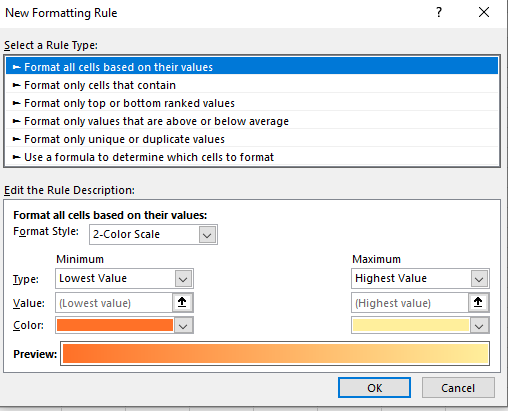 New Formatting Rule ?
Select a Rule Type:
► Format all cells based on their values
► Format only cells that contain
► Format only top or bottom ranked values
► Format only values that are above or below average
► Format only unique or duplicate values
► Use a formula to determine which cells to format
Edit the Rule Description:
Format all cells based on their values:
Format Style: 2-Color Scale
Minimum Maximum
Type: Lowest Value Highest Value
Value: (Lowest value) (Highest value)
Color:
Preview:
OK Cancel